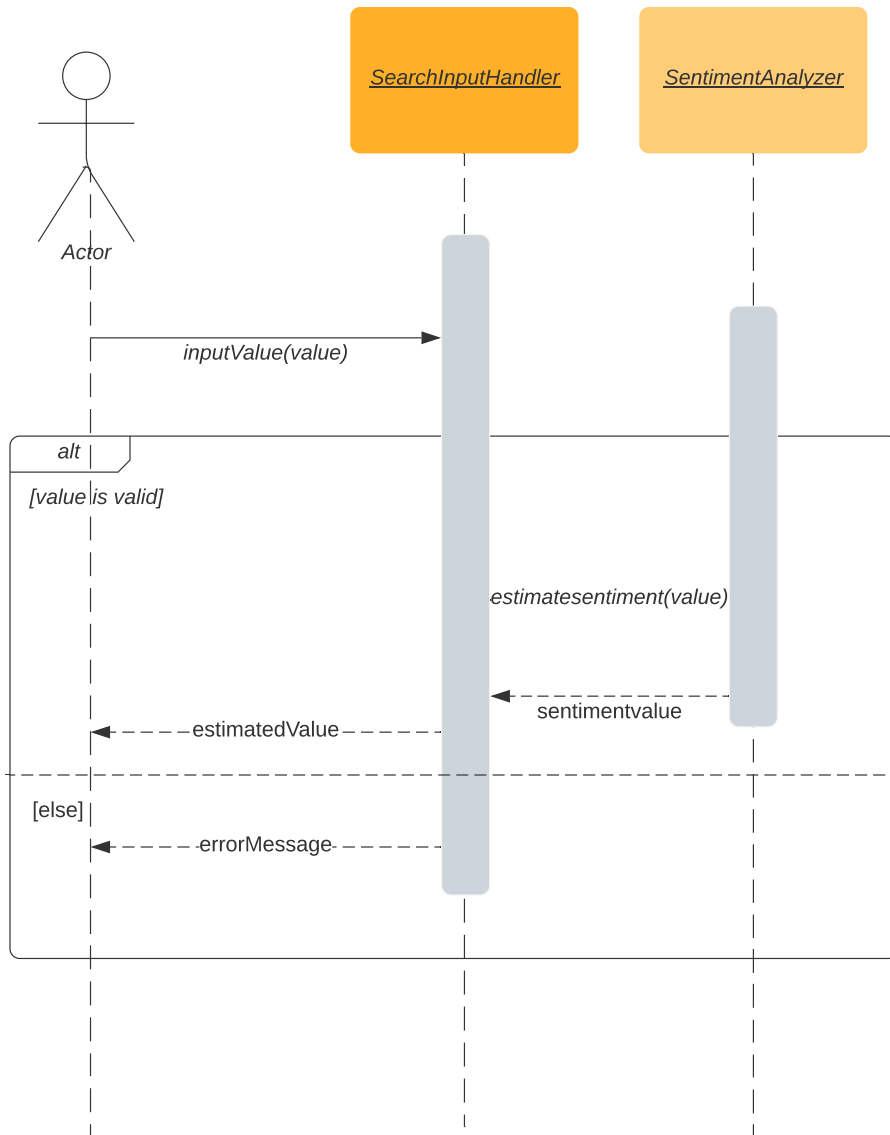 SearchInputHandler
SentimentAnalyzer
Actor
inputValue(value)
alt
[value is valid]
estimatesentiment(value)
sentimentvalue
estimatedValue
[else]
errorMessage